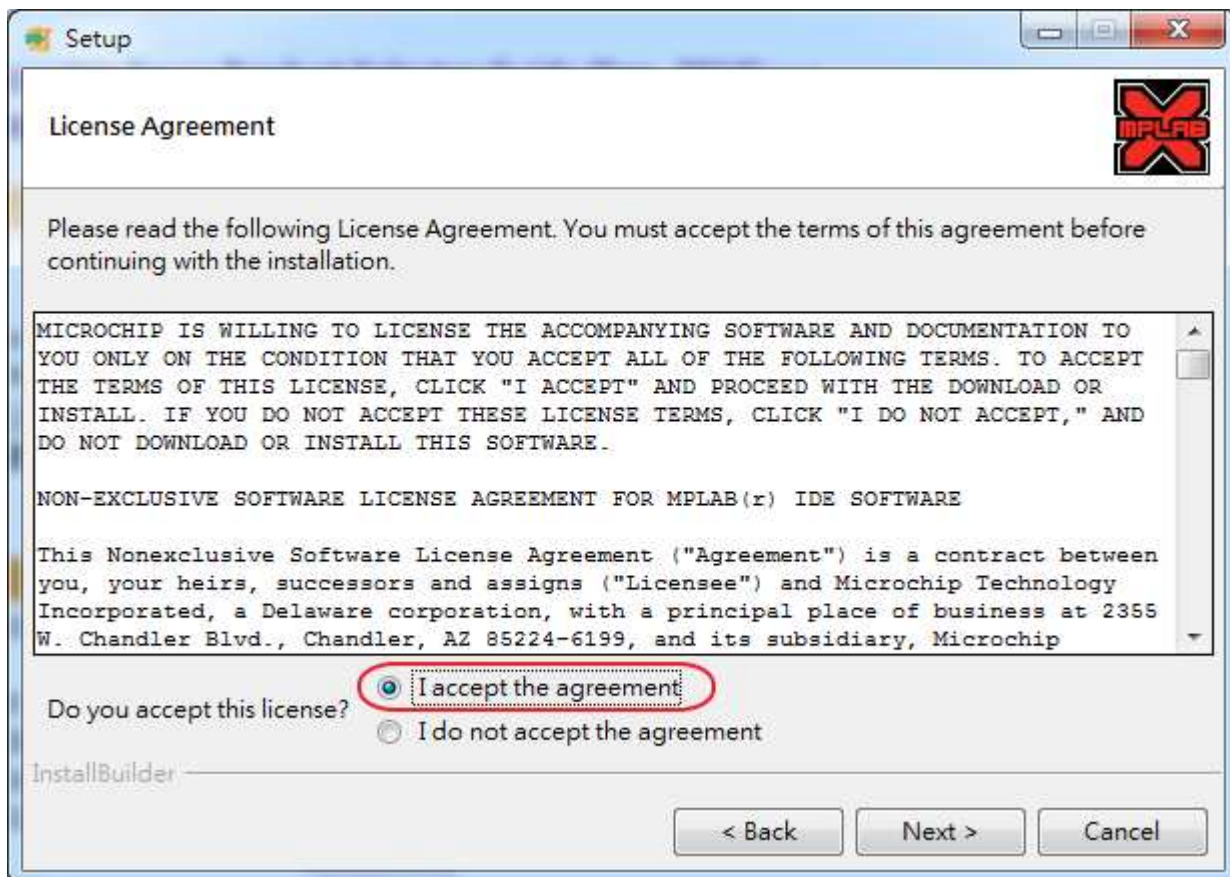 Setup
License Agreement
MPLAB
Please read the following License Agreement. You must accept the terms of this agreement before
continuing with the installation.
MICROCHIP IS WILLING TO LICENSE THE ACCOMPANYING SOFTWARE AND DOCUMENTATION TO
YOU ONLY ON THE CONDITION THAT YOU ACCEPT ALL OF THE FOLLOWING TERMS. TO ACCEPT
THE TERMS OF THIS LICENSE, CLICK "I ACCEPT" AND PROCEED WITH THE DOWNLOAD OR
INSTALL. IF YOU DO NOT ACCEPT THESE LICENSE TERMS, CLICK "I DO NOT ACCEPT," AND
DO NOT DOWNLOAD OR INSTALL THIS SOFTWARE.
NON-EXCLUSIVE SOFTWARE LICENSE AGREEMENT FOR MPLAB(r) IDE SOFTWARE
This Nonexclusive Software License Agreement ("Agreement") is a contract between
you, your heirs, successors and assigns ("Licensee") and Microchip Technology
Incorporated, a Delaware corporation, with a principal place of business at 2355
W. Chandler Blvd., Chandler, AZ 85224-6199, and its subsidiary, Microchip
Do you accept this license?
I accept the agreement
I do not accept the agreement
InstallBuilder
< Back
Next >
Cancel